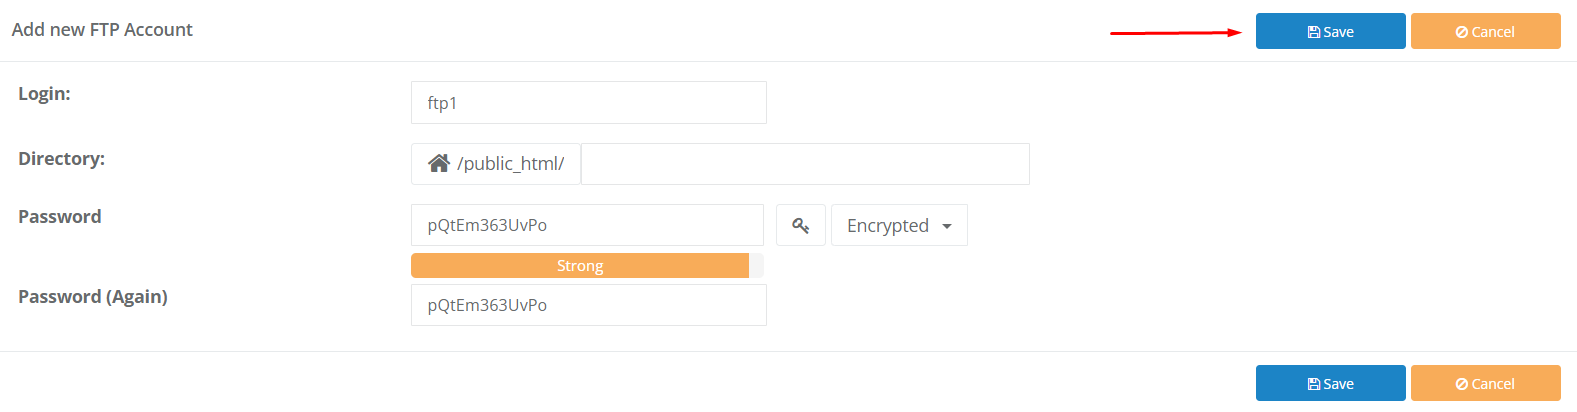 Add new FTP Account
Save
Cancel
Login:
ftp1
Directory:
/public_html/
Password
pQtEm363UvPo
Encrypted
Strong
Password (Again)
pQtEm363UvPo
Save
Cancel